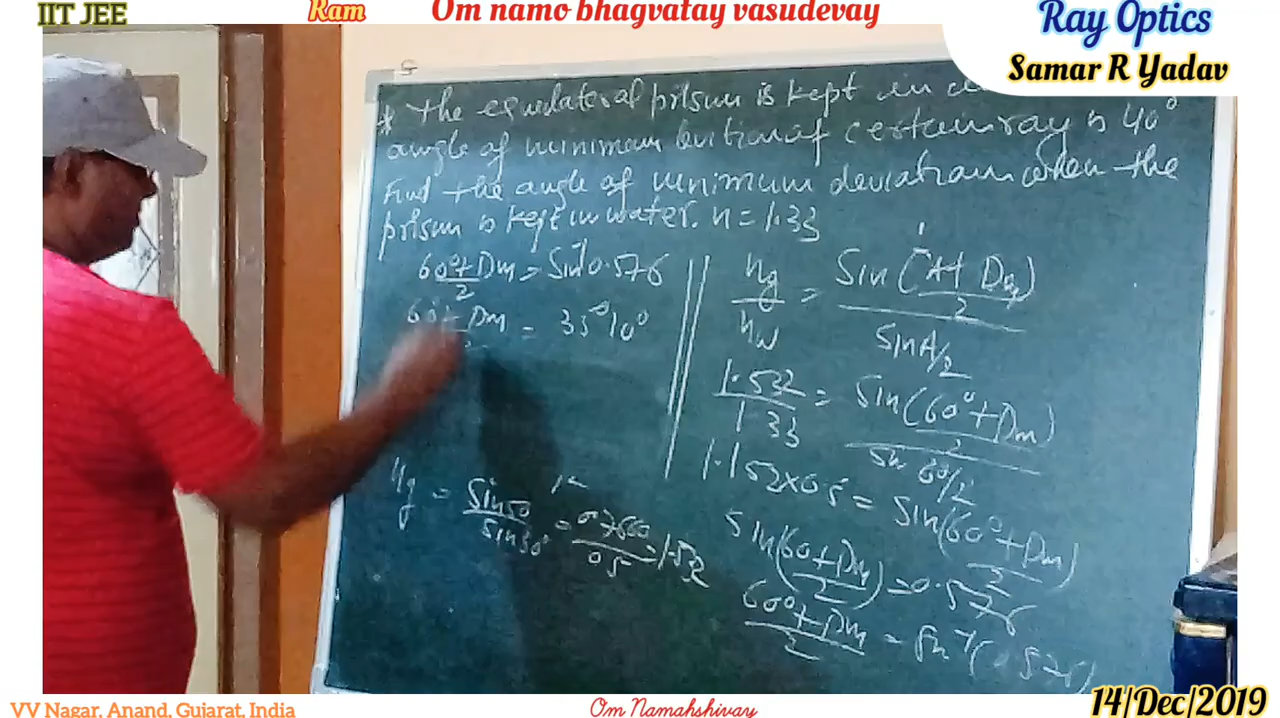 IIT JEE
Ram
Om namo bhagvatay vasudevay
Ray Optics
Samar R Yadav
* The equelateral prism is kept in
angle of minimum devition of certain ray is 40°
Find the angle of minimum deviation when the
prism is kept in water. n = 1.33
(60°+Dm)/2 = Sin⁻¹0.576
(60°+Dm)/2 = 35°10°
ng = Sin50/Sin30° = 0.7660/0.5 = 1.532
ng/nw = Sin(A+Dm)/2 / Sin A/2
1.532/1.33 = Sin(60°+Dm)/2 / Sin 60/2
1.152×0.5 = Sin(60°+Dm)/2
Sin(60+Dm)/2 = 0.576
(60°+Dm)/2 = Sin⁻¹(0.576)
VV Nagar, Anand, Gujarat, India
Om Namahshivay
14/Dec/2019